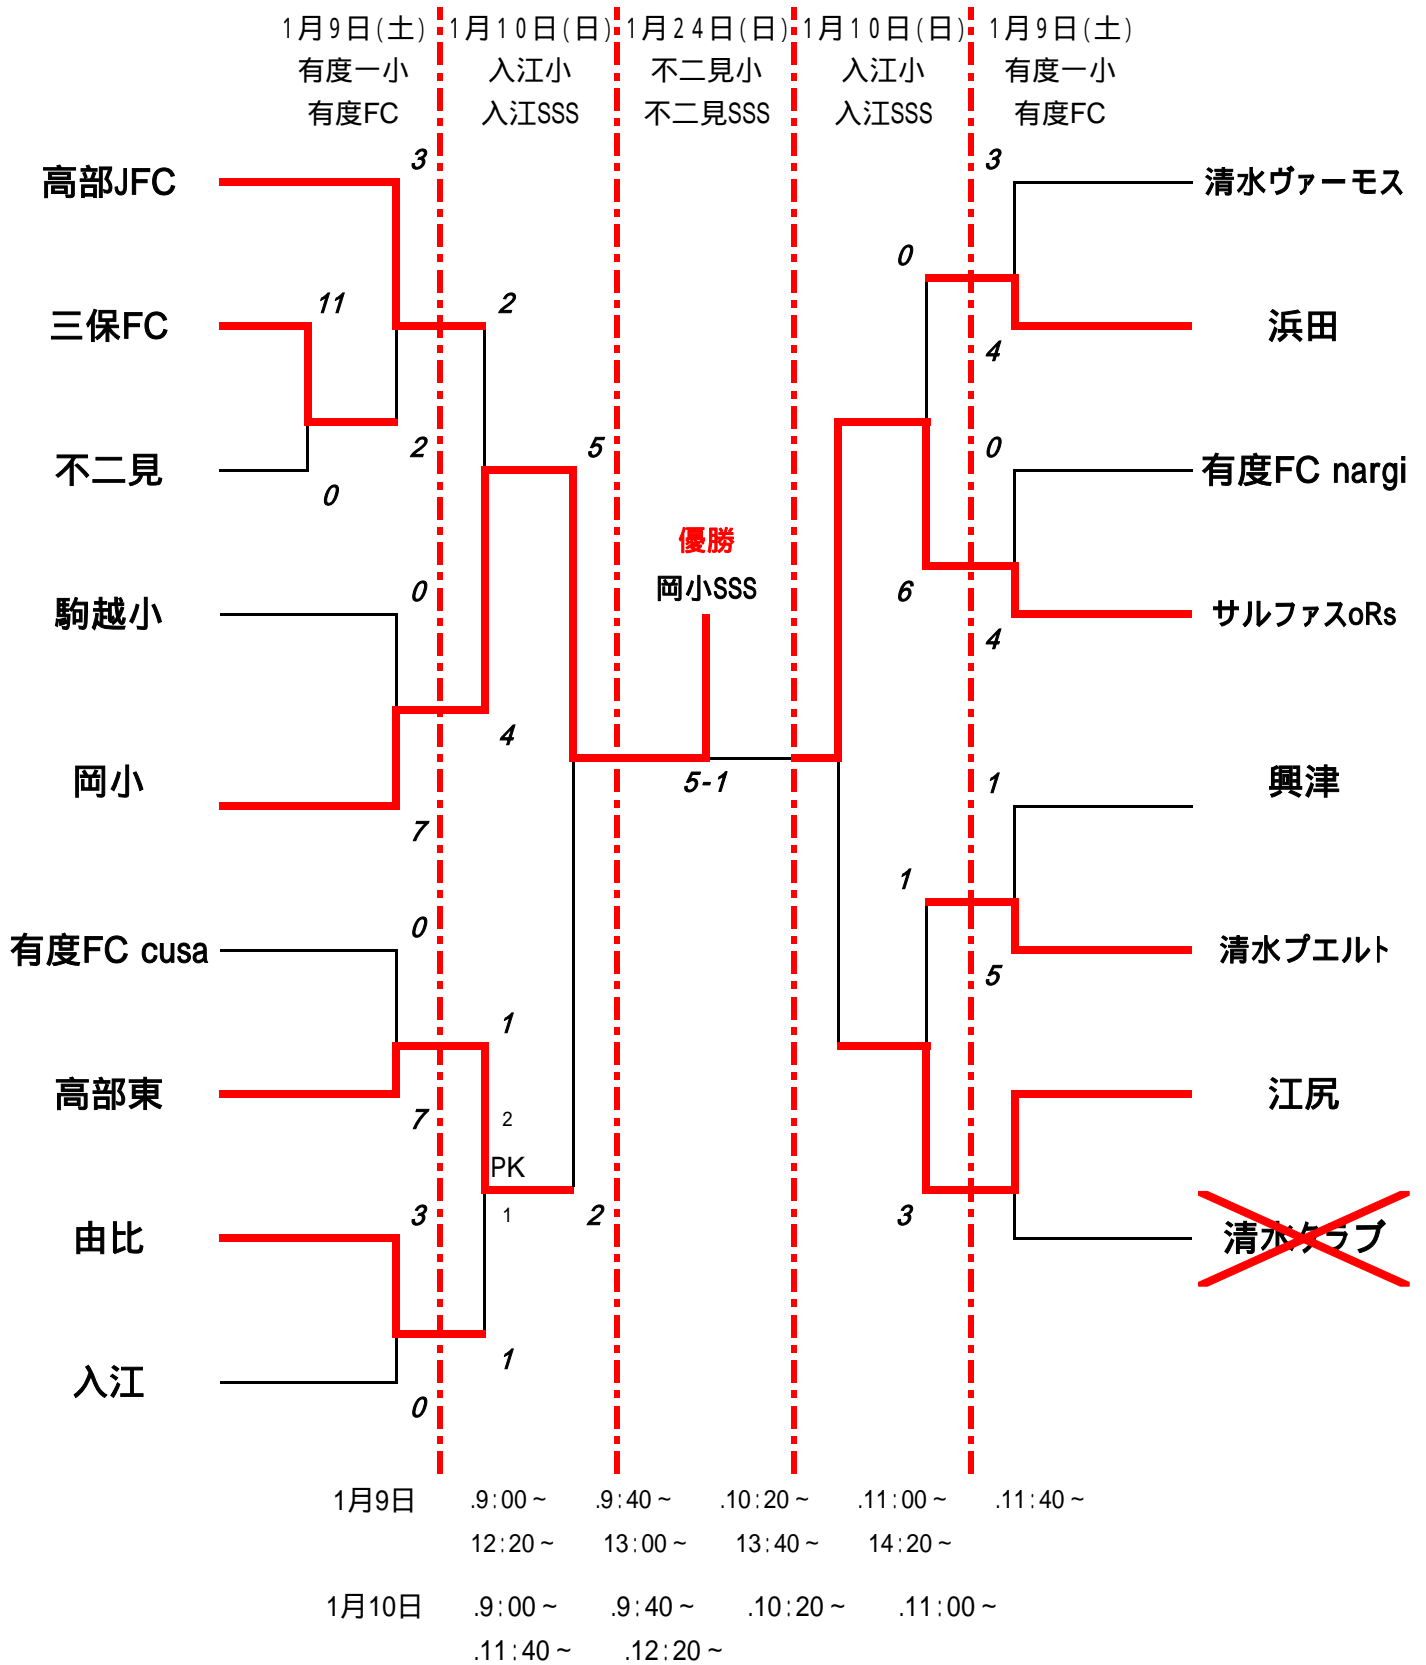 1月9日(土) 1月10日(日) 1月24日(日) 1月10日(日) 1月9日(土)
有度一小 入江小 不二見小 入江小 有度一小
有度FC 入江SSS 不二見SSS 入江SSS 有度FC
3 3
高部JFC 清水ヴァーモス
0
11 2
三保FC 浜田
4
2 5 0
不二見 有度FC nargi
0
優勝
0 岡小SSS 6
駒越小 サルファスoRs
4
4
岡小 5-1 1 興津
7
1
0
有度FC cusa 清水プエルト
5
1
高部東 江尻
7 2
PK
3 1 2 3
由比 清水クラブ
1
入江
0
1月9日 .9:00～ .9:40～ .10:20～ .11:00～ .11:40～
12:20～ 13:00～ 13:40～ 14:20～
1月10日 .9:00～ .9:40～ .10:20～ .11:00～
.11:40～ .12:20～